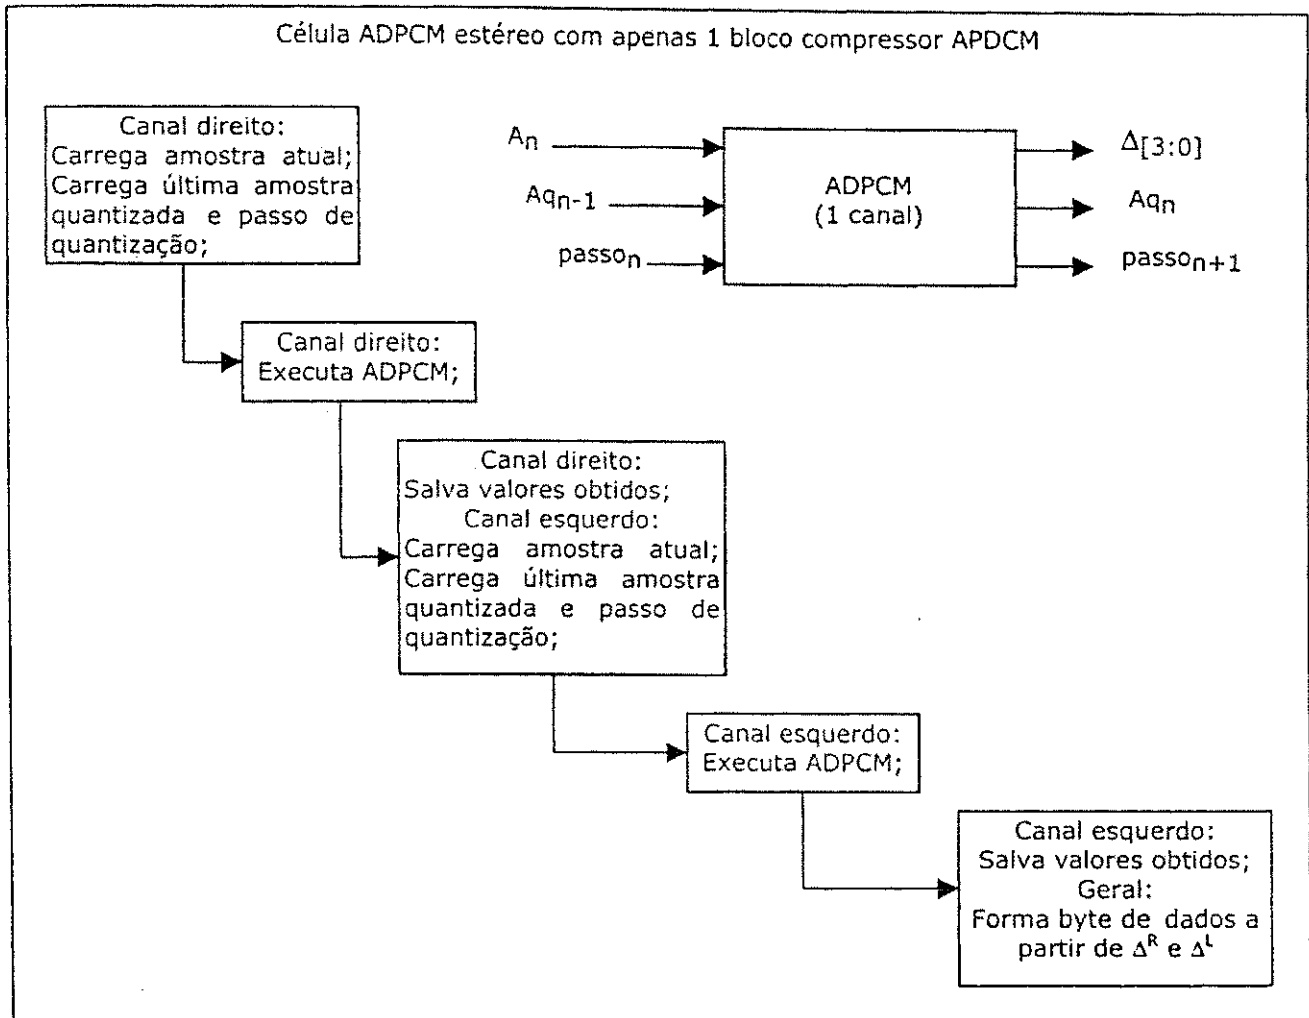 Célula ADPCM estéreo com apenas 1 bloco compressor APDCM
Canal direito:
Carrega amostra atual;
Carrega última amostra
quantizada e passo de
quantização;
An
Aqn-1
passon
ADPCM
(1 canal)
Δ[3:0]
Aqn
passon+1
Canal direito:
Executa ADPCM;
Canal direito:
Salva valores obtidos;
Canal esquerdo:
Carrega amostra atual;
Carrega última amostra
quantizada e passo de
quantização;
Canal esquerdo:
Executa ADPCM;
Canal esquerdo:
Salva valores obtidos;
Geral:
Forma byte de dados a
partir de Δᴿ e Δᴸ